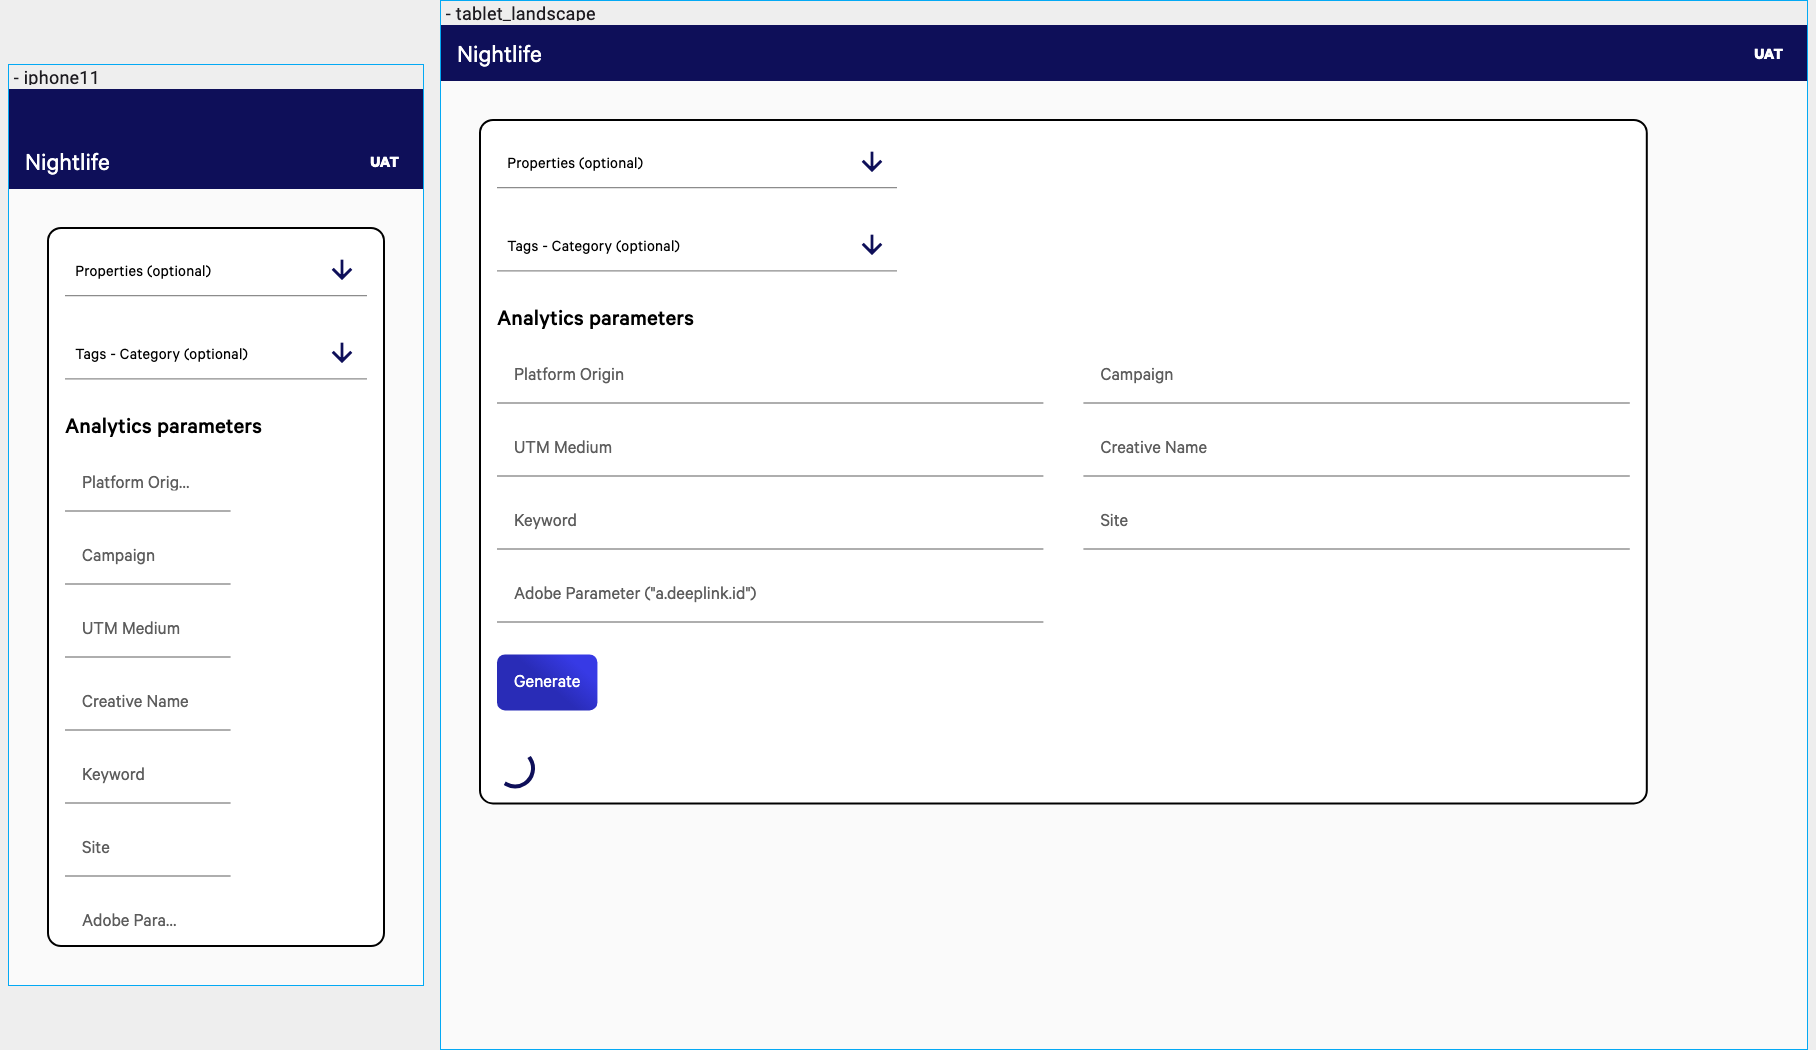 - iphone11
Nightlife
UAT
Properties (optional)
Tags - Category (optional)
Analytics parameters
Platform Orig...
Campaign
UTM Medium
Creative Name
Keyword
Site
Adobe Para...
- tablet_landscape
Nightlife
UAT
Properties (optional)
Tags - Category (optional)
Analytics parameters
Platform Origin
Campaign
UTM Medium
Creative Name
Keyword
Site
Adobe Parameter ("a.deeplink.id")
Generate